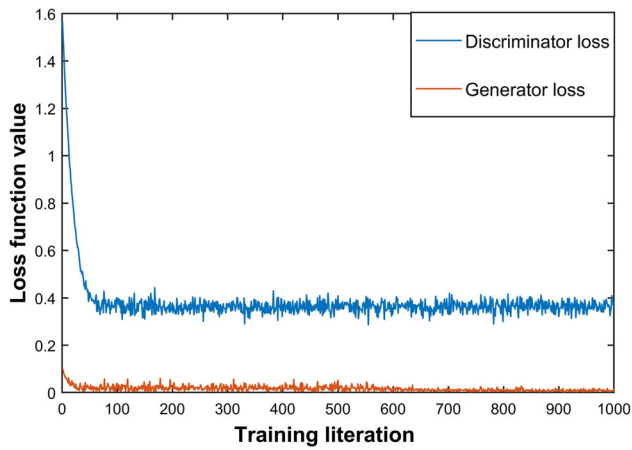 1.6
1.4
1.2
1
0.8
0.6
0.4
0.2
0
Loss function value
Discriminator loss
Generator loss
0 100 200 300 400 500 600 700 800 900 1000
Training literation